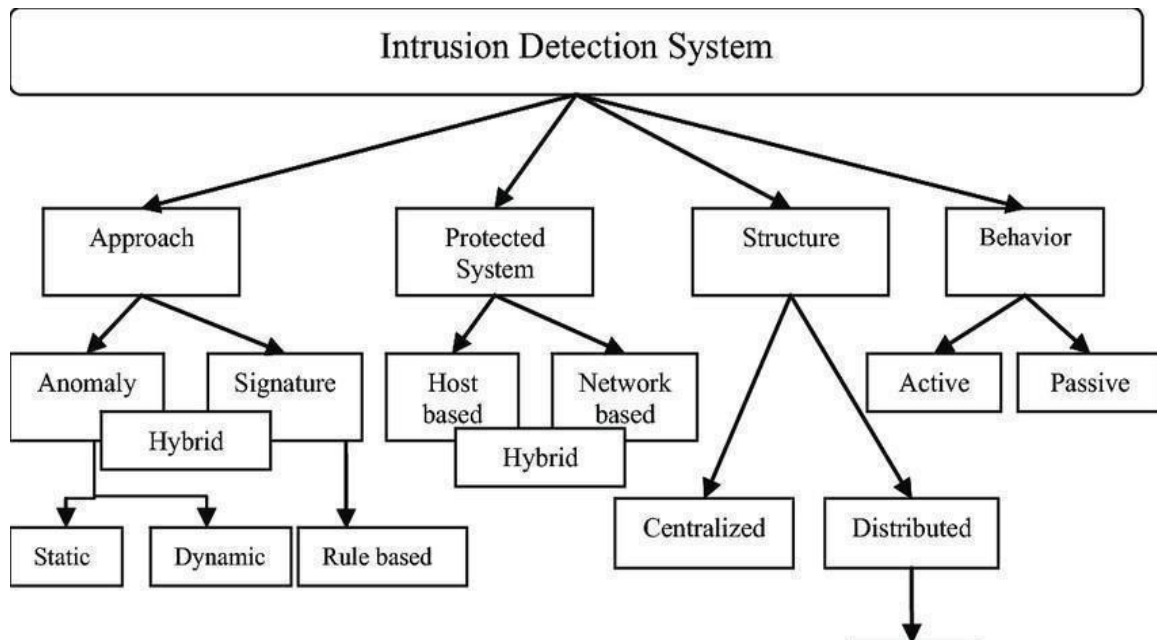 Intrusion Detection System
Approach
Protected
System
Structure
Behavior
Anomaly
Signature
Hybrid
Host
based
Network
based
Hybrid
Active
Passive
Centralized
Distributed
Static
Dynamic
Rule based